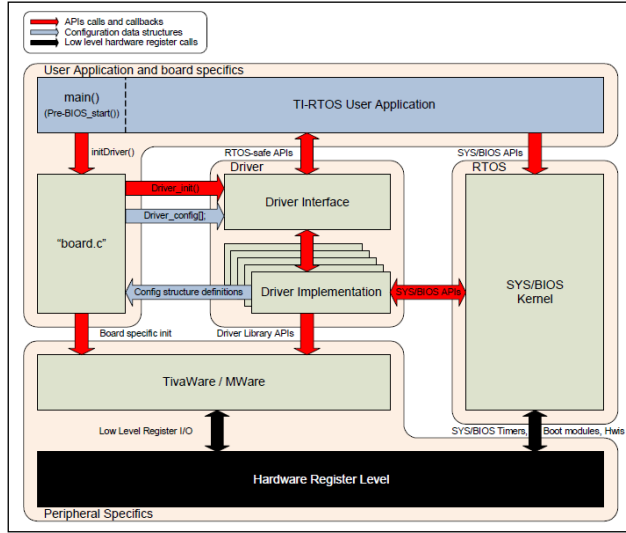 APIs calls and callbacks
Configuration data structures
Low level hardware register calls
User Application and board specifics
main()
(Pre-BIOS_start())
TI-RTOS User Application
initDriver()
RTOS-safe APIs
SYS/BIOS APIs
Driver
RTOS
Driver_init()
Driver_config[];
Driver Interface
"board.c"
SYS/BIOS
Kernel
Config structure definitions
Driver Implementation
SYS/BIOS APIs
Board specific init
Driver Library APIs
TivaWare / MWare
Low Level Register I/O
SYS/BIOS Timers, Boot modules, Hwis
Hardware Register Level
Peripheral Specifics